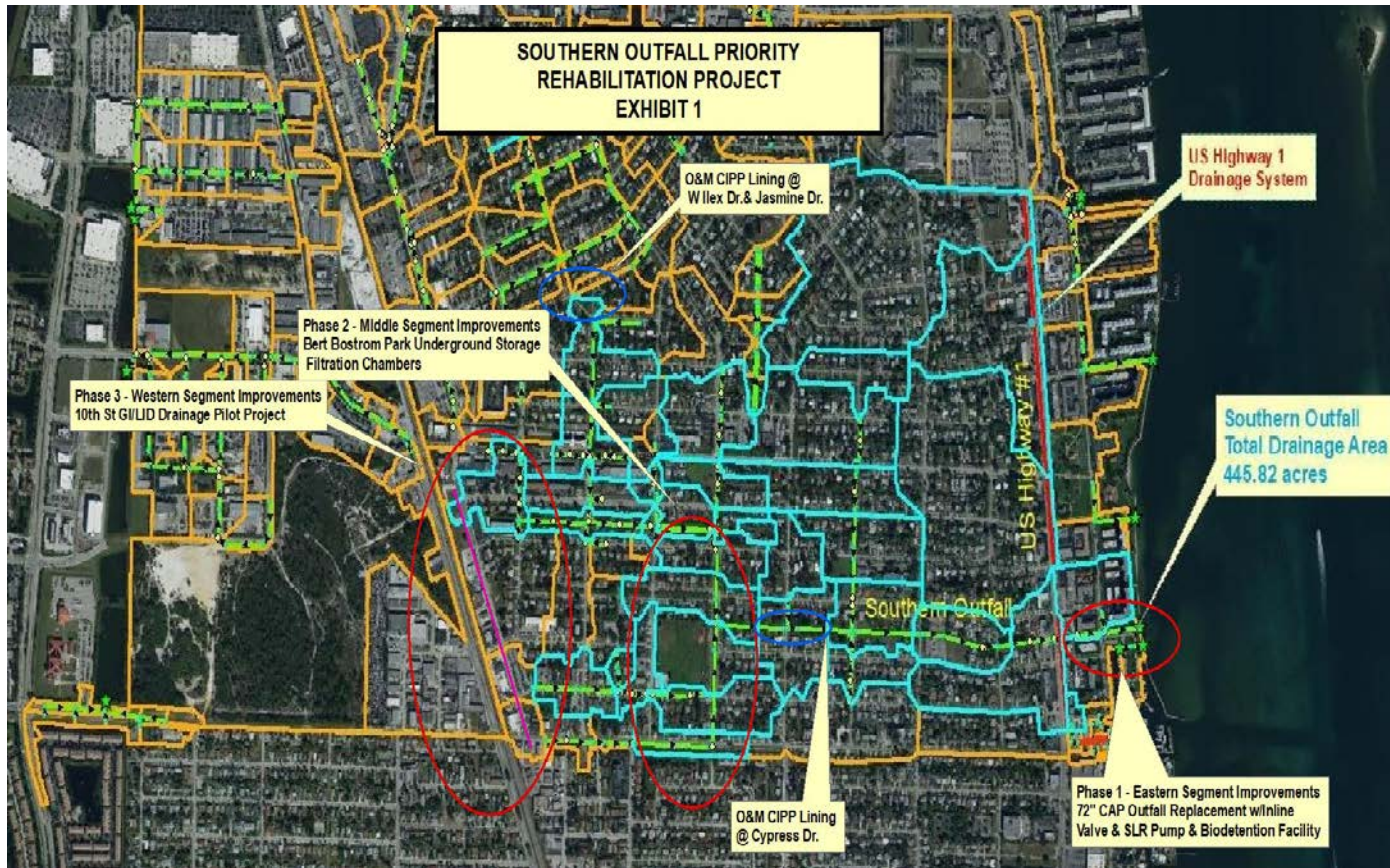 SOUTHERN OUTFALL PRIORITY
REHABILITATION PROJECT
EXHIBIT 1
US Highway 1
Drainage System
O&M CIPP Lining @
Wilex Dr.& Jasmine Dr.
Phase 2 - Middle Segment Improvements
Bert Bostrom Park Underground Storage
Filtration Chambers
Phase 3 - Western Segment Improvements
10th St GI/LID Drainage Pilot Project
US Highway #1
Southern Outfall
Total Drainage Area
445.82 acres
Southern Outfall
O&M CIPP Lining
@ Cypress Dr.
Phase 1 - Eastern Segment Improvements
72" CAP Outfall Replacement w/Inline
Valve & SLR Pump & Biodetention Facility